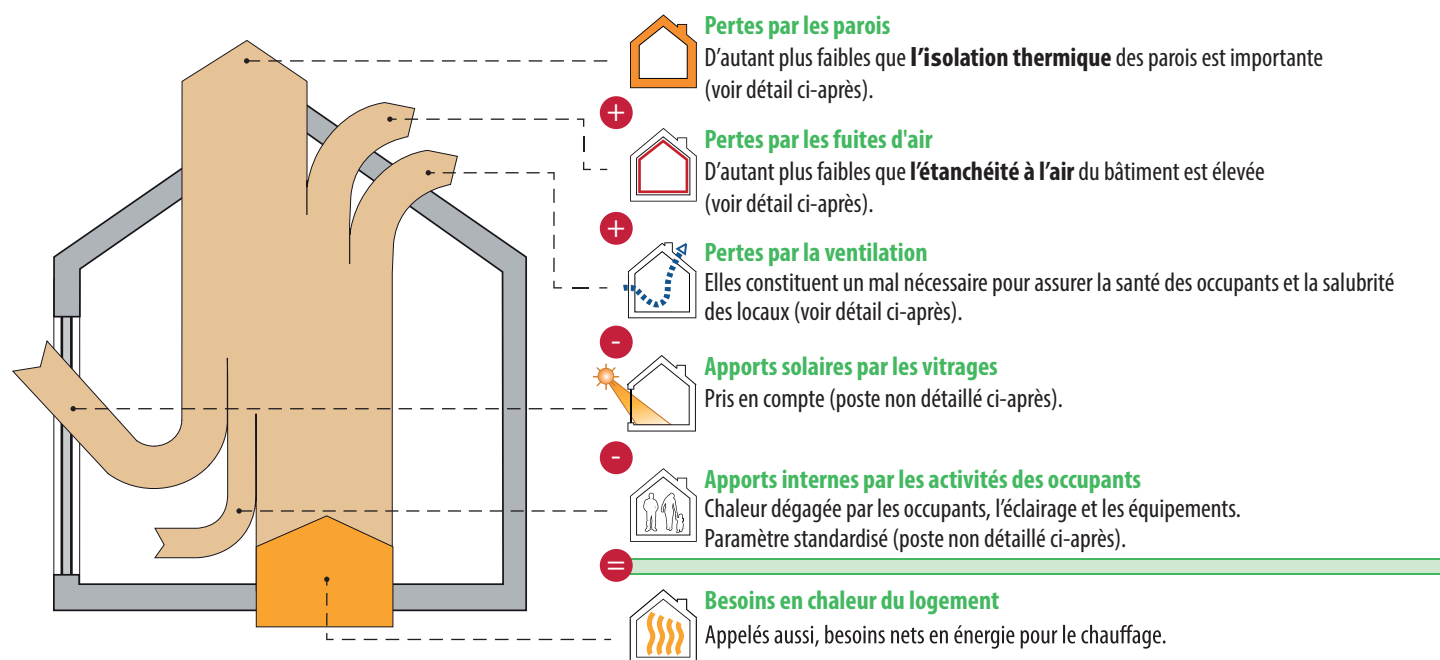 Pertes par les parois
D'autant plus faibles que l'isolation thermique des parois est importante
(voir détail ci-après).
+
Pertes par les fuites d'air
D'autant plus faibles que l'étanchéité à l'air du bâtiment est élevée
(voir détail ci-après).
+
Pertes par la ventilation
Elles constituent un mal nécessaire pour assurer la santé des occupants et la salubrité
des locaux (voir détail ci-après).
-
Apports solaires par les vitrages
Pris en compte (poste non détaillé ci-après).
-
Apports internes par les activités des occupants
Chaleur dégagée par les occupants, l'éclairage et les équipements.
Paramètre standardisé (poste non détaillé ci-après).
=
Besoins en chaleur du logement
Appelés aussi, besoins nets en énergie pour le chauffage.